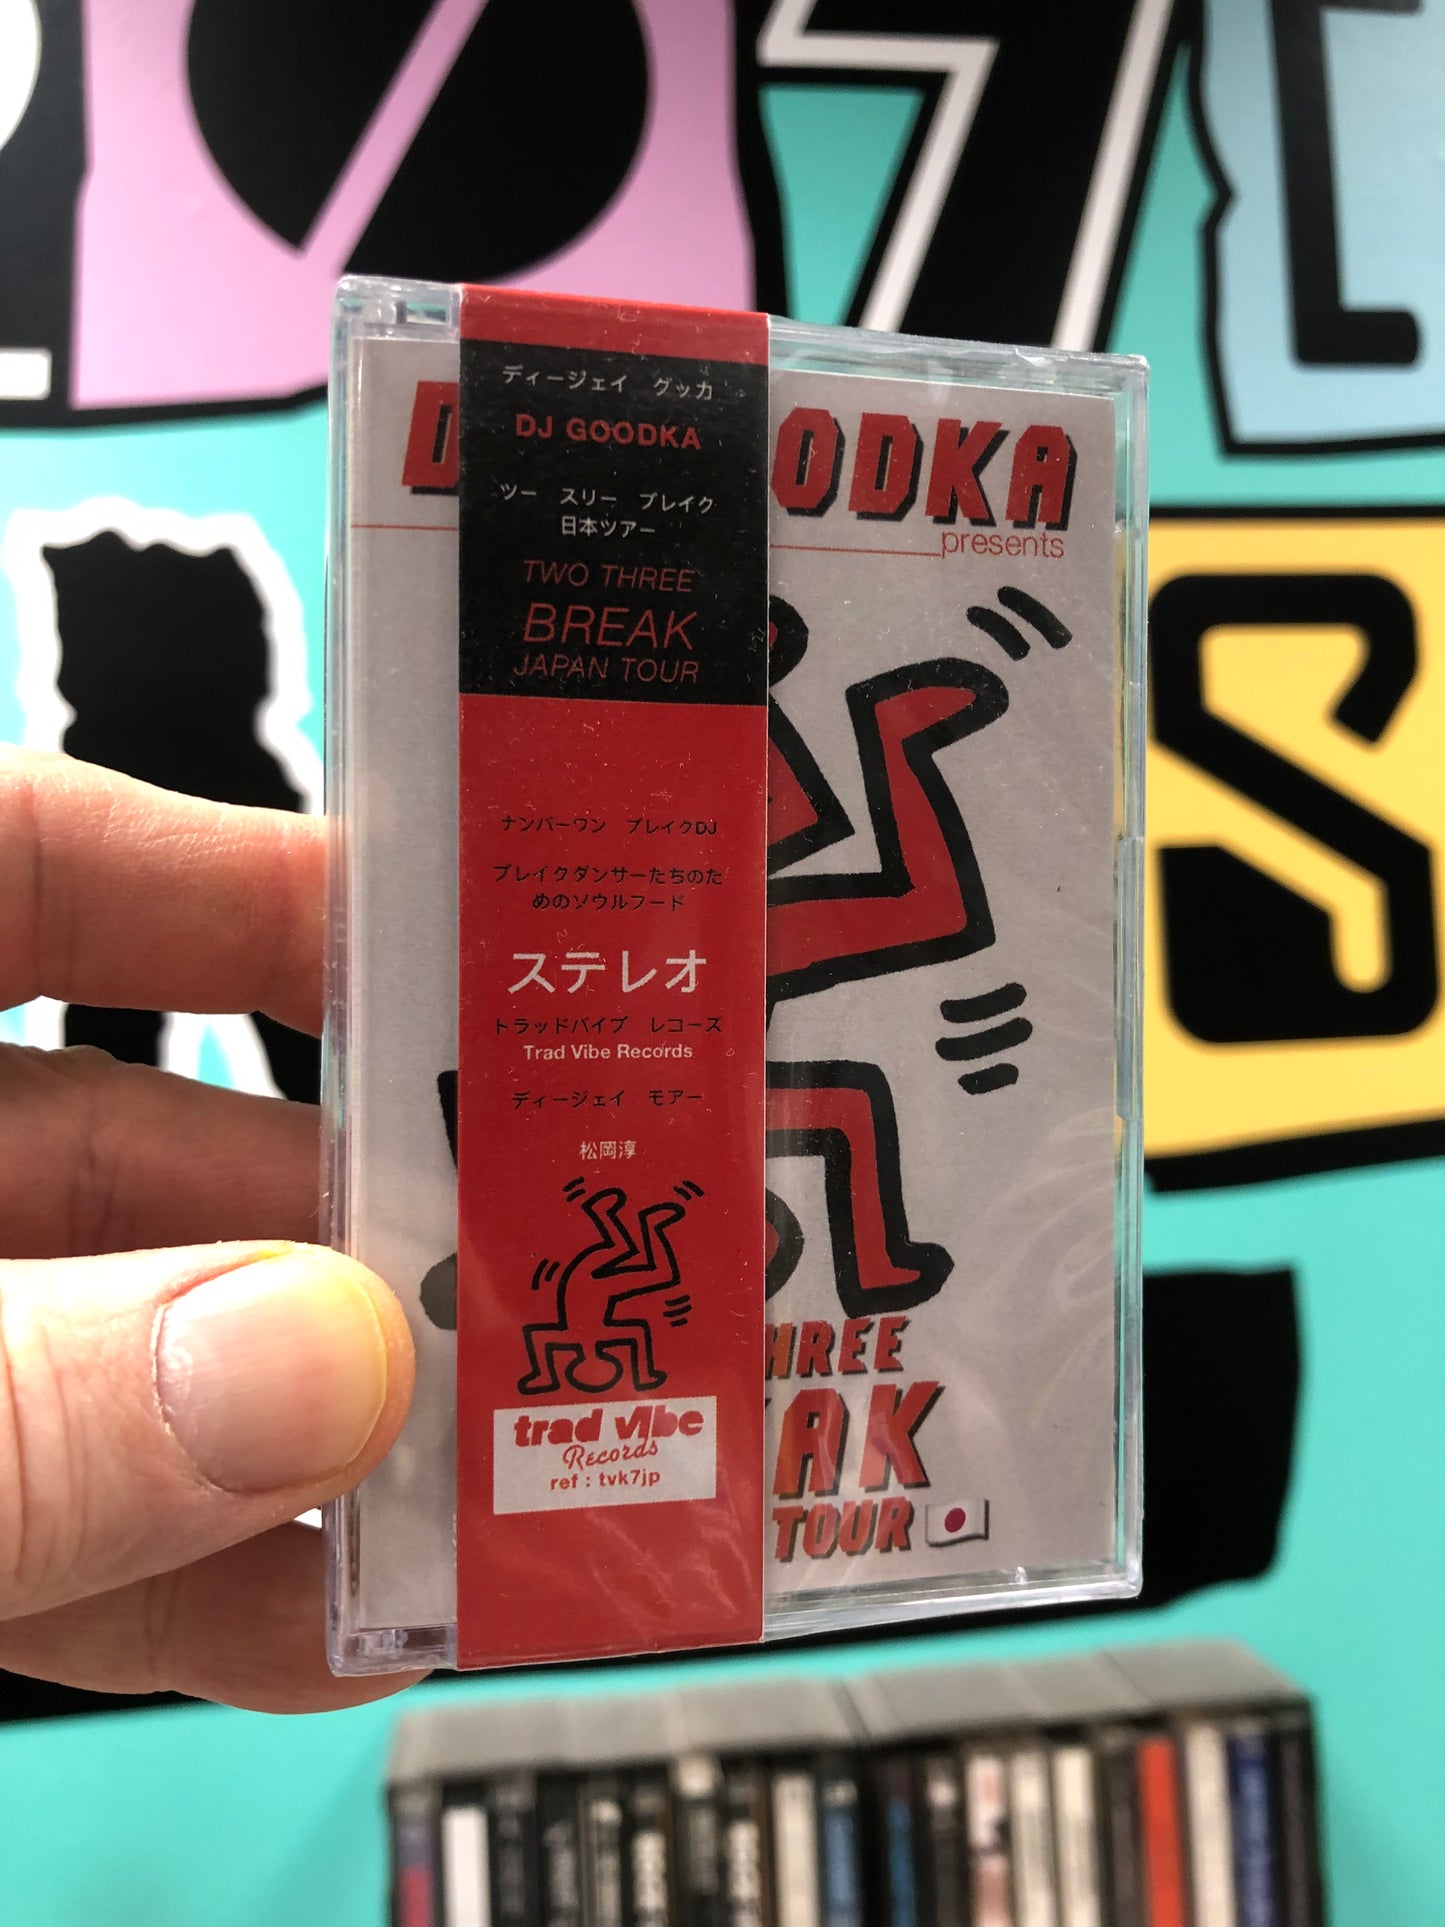 ディージェイ グッカ
DJ GOODKA
ツー スリー ブレイク
日本ツアー
TWO THREE
BREAK
JAPAN TOUR
ナンバーワン ブレイクDJ
ブレイクダンサーたちのた
めのソウルフード
ステレオ
トラッドバイブ レコーズ
Trad Vibe Records
ディージェイ モアー
松岡淳
trad vibe
Records
ref : tvk7jp
presents
TOUR